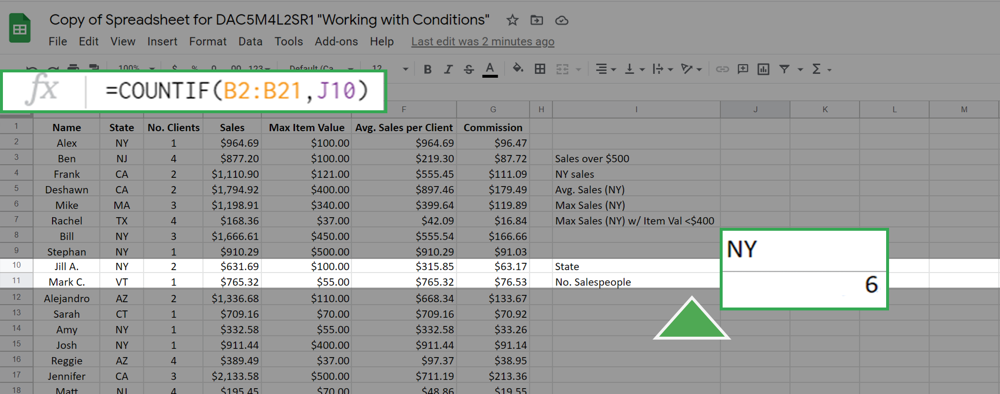 Copy of Spreadsheet for DAC5M4L2SR1 "Working with Conditions"
File Edit View Insert Format Data Tools Add-ons Help Last edit was 2 minutes ago
100% $ % .0 .00 123 Default (Ca 12 B I S A Σ
fx =COUNTIF(B2:B21,J10)
F G H I J K L M
1 Name State No. Clients Sales Max Item Value Avg. Sales per Client Commission
2 Alex NY 1 $964.69 $100.00 $964.69 $96.47
3 Ben NJ 4 $877.20 $100.00 $219.30 $87.72 Sales over $500
4 Frank CA 2 $1,110.90 $121.00 $555.45 $111.09 NY sales
5 Deshawn CA 2 $1,794.92 $400.00 $897.46 $179.49 Avg. Sales (NY)
6 Mike MA 3 $1,198.91 $340.00 $399.64 $119.89 Max Sales (NY)
7 Rachel TX 4 $168.36 $37.00 $42.09 $16.84 Max Sales (NY) w/ Item Val <$400
8 Bill NY 3 $1,666.61 $450.00 $555.54 $166.66
9 Stephan NY 1 $910.29 $500.00 $910.29 $91.03
10 Jill A. NY 2 $631.69 $100.00 $315.85 $63.17 State NY
11 Mark C. VT 1 $765.32 $55.00 $765.32 $76.53 No. Salespeople 6
12 Alejandro AZ 2 $1,336.68 $110.00 $668.34 $133.67
13 Sarah CT 1 $709.16 $70.00 $709.16 $70.92
14 Amy NY 1 $332.58 $55.00 $332.58 $33.26
15 Josh NY 1 $911.44 $400.00 $911.44 $91.14
16 Reggie AZ 4 $389.49 $37.00 $97.37 $38.95
17 Jennifer CA 3 $2,133.58 $500.00 $711.19 $213.36
18 Matt NJ 4 $195.45 $70.00 $48.86 $19.55